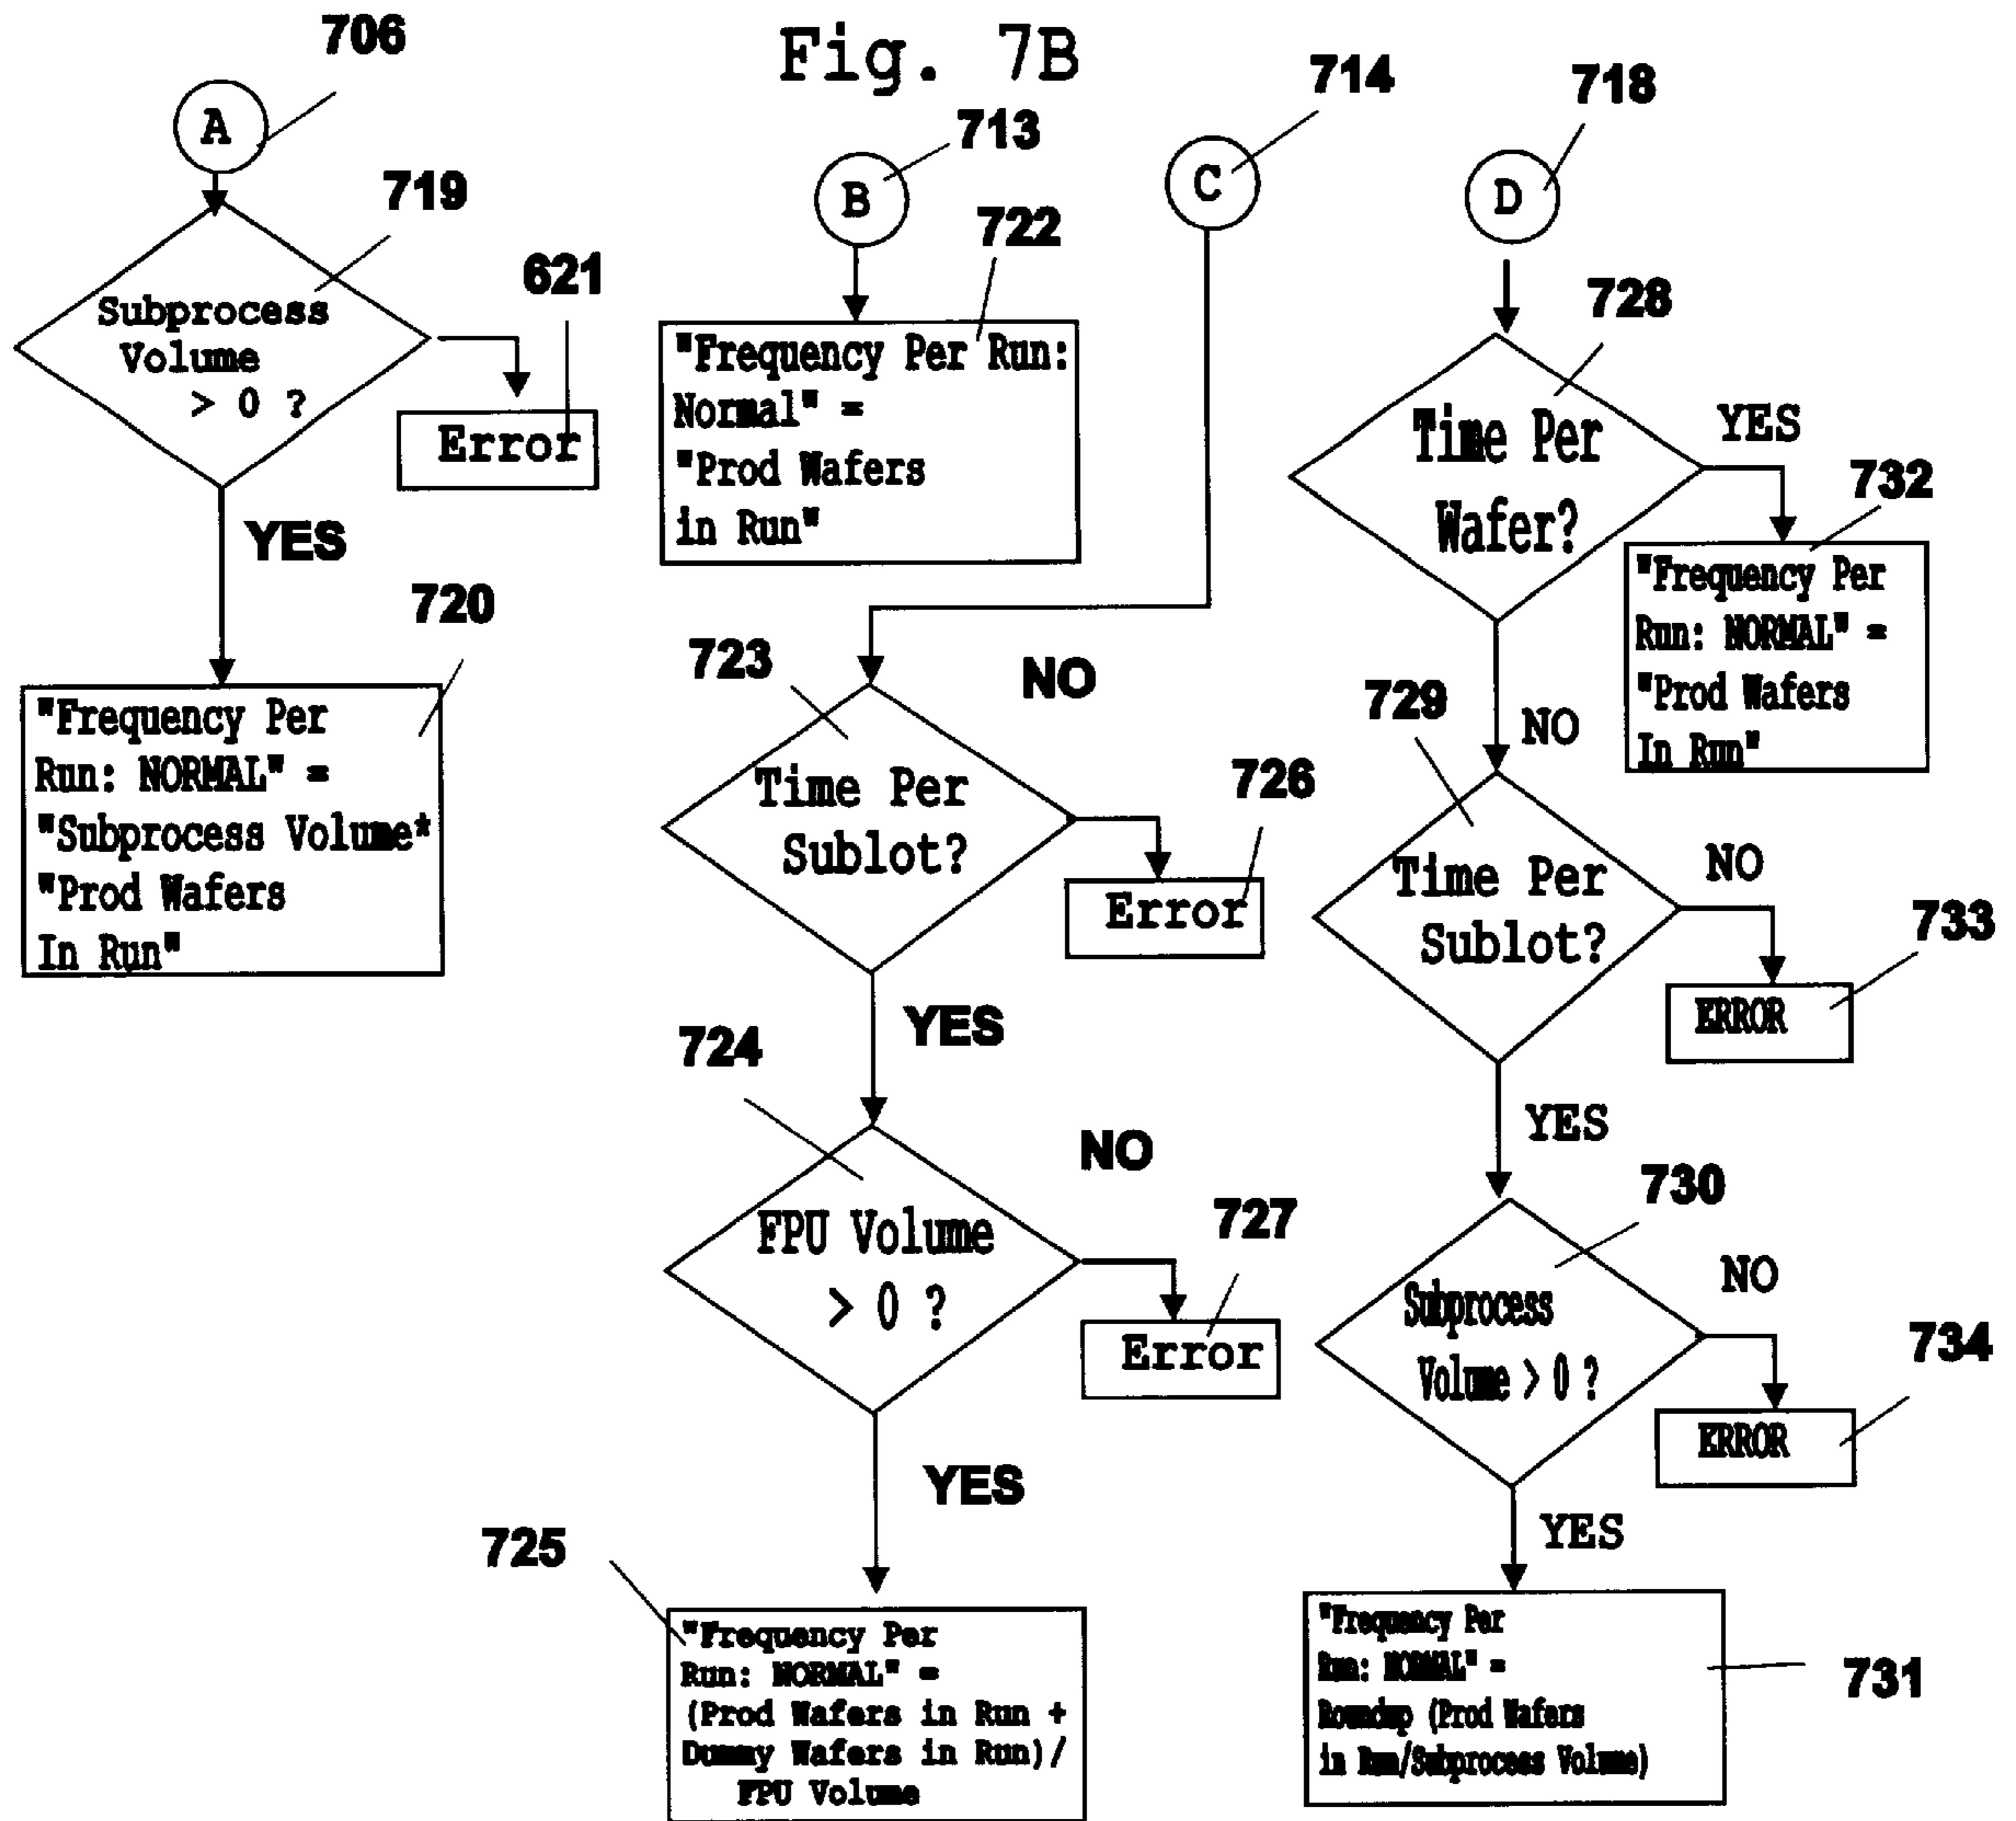 Fig. 7B
706
A
719
Subprocess
Volume
> 0 ?
621
Error
YES
720
"Frequency Per
Run: NORMAL" =
"Subprocess Volume*
"Prod Wafers
In Run"
713
B
722
"Frequency Per Run:
Normal" =
"Prod Wafers
in Run"
714
C
723
NO
Time Per
Sublot?
726
Error
YES
724
NO
FPU Volume
> 0 ?
727
Error
YES
725
"Frequency Per
Run: NORMAL" =
(Prod Wafers in Run +
Dummy Wafers in Run)/
FPU Volume
718
D
728
Time Per
Wafer?
YES
732
"Frequency Per
Run: NORMAL" =
"Prod Wafers
In Run"
NO
729
Time Per
Sublot?
NO
733
ERROR
YES
730
Subprocess
Volume > 0 ?
NO
734
ERROR
YES
731
"Frequency Per
Run: NORMAL" =
Roundup (Prod Wafers
in Run/Subprocess Volume)